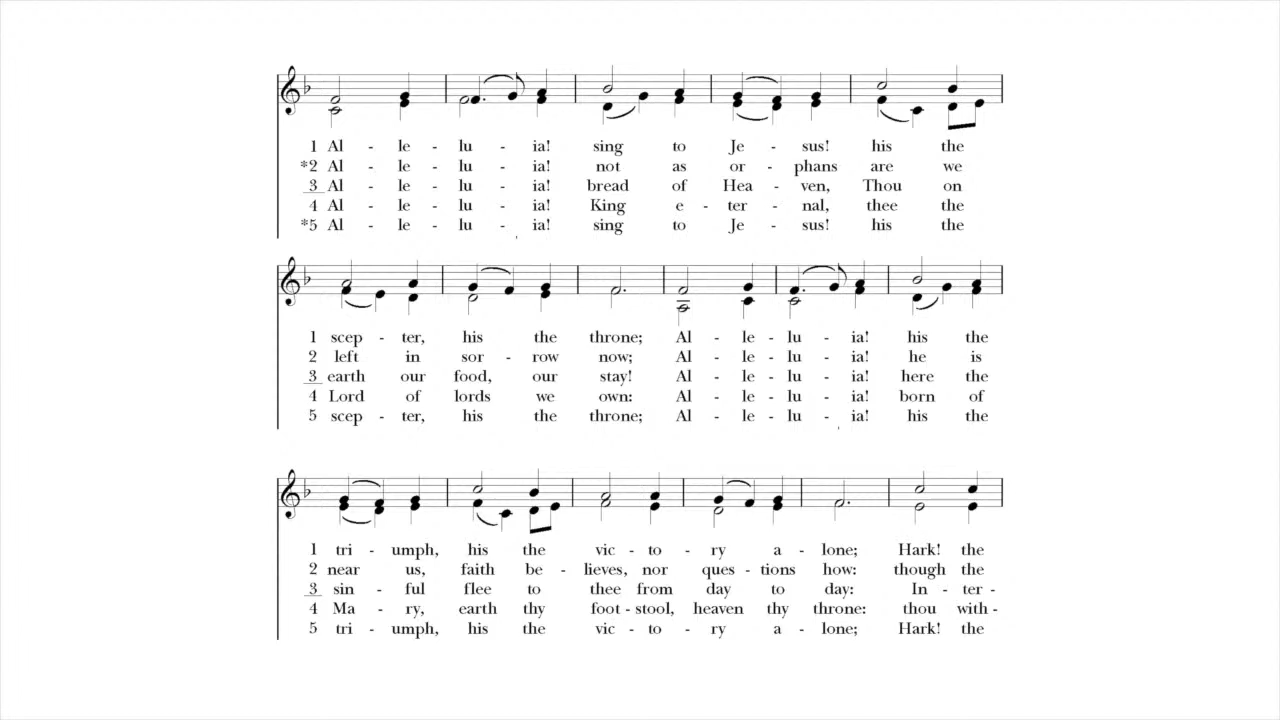 1 Al - le - lu - ia! sing to Je - sus! his the
*2 Al - le - lu - ia! not as or - phans are we
3 Al - le - lu - ia! bread of Hea - ven, Thou on
4 Al - le - lu - ia! King e - ter - nal, thee the
*5 Al - le - lu - ia! sing to Je - sus! his the
1 scep - ter, his the throne; Al - le - lu - ia! his the
2 left in sor - row now; Al - le - lu - ia! he is
3 earth our food, our stay! Al - le - lu - ia! here the
4 Lord of lords we own: Al - le - lu - ia! born of
5 scep - ter, his the throne; Al - le - lu - ia! his the
1 tri - umph, his the vic - to - ry a - lone; Hark! the
2 near us, faith be - lieves, nor ques - tions how: though the
3 sin - ful flee to thee from day to day: In - ter -
4 Ma - ry, earth thy foot - stool, heaven thy throne: thou with -
5 tri - umph, his the vic - to - ry a - lone; Hark! the